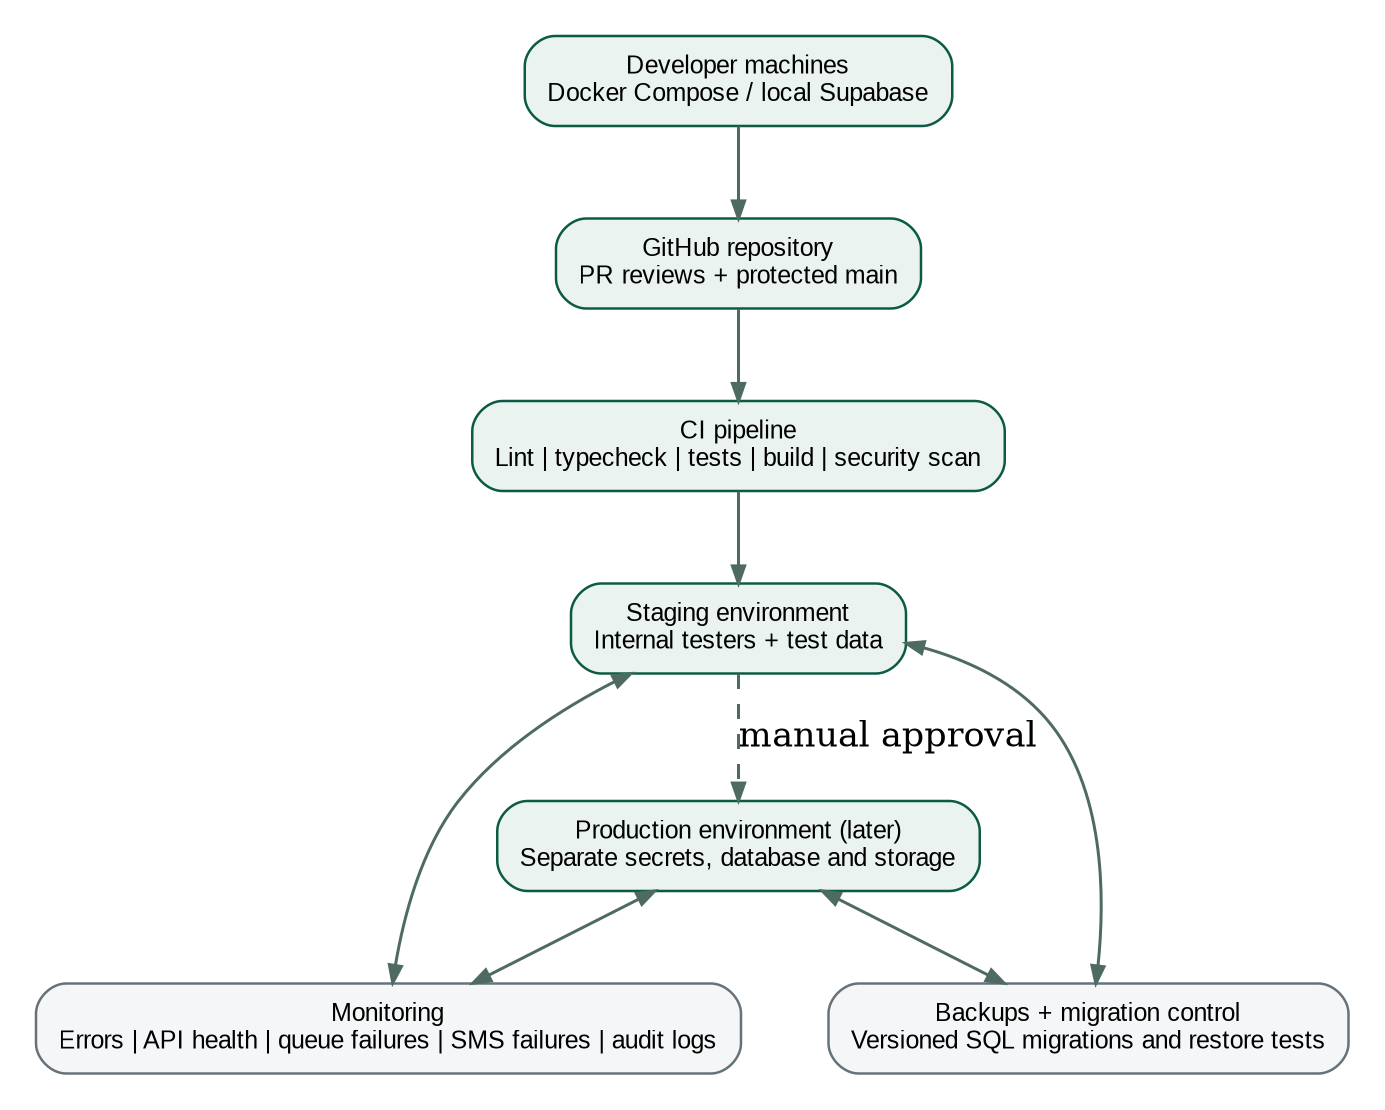 Developer machines
Docker Compose / local Supabase
GitHub repository
PR reviews + protected main
CI pipeline
Lint | typecheck | tests | build | security scan
Staging environment
Internal testers + test data
manual approval
Production environment (later)
Separate secrets, database and storage
Monitoring
Errors | API health | queue failures | SMS failures | audit logs
Backups + migration control
Versioned SQL migrations and restore tests